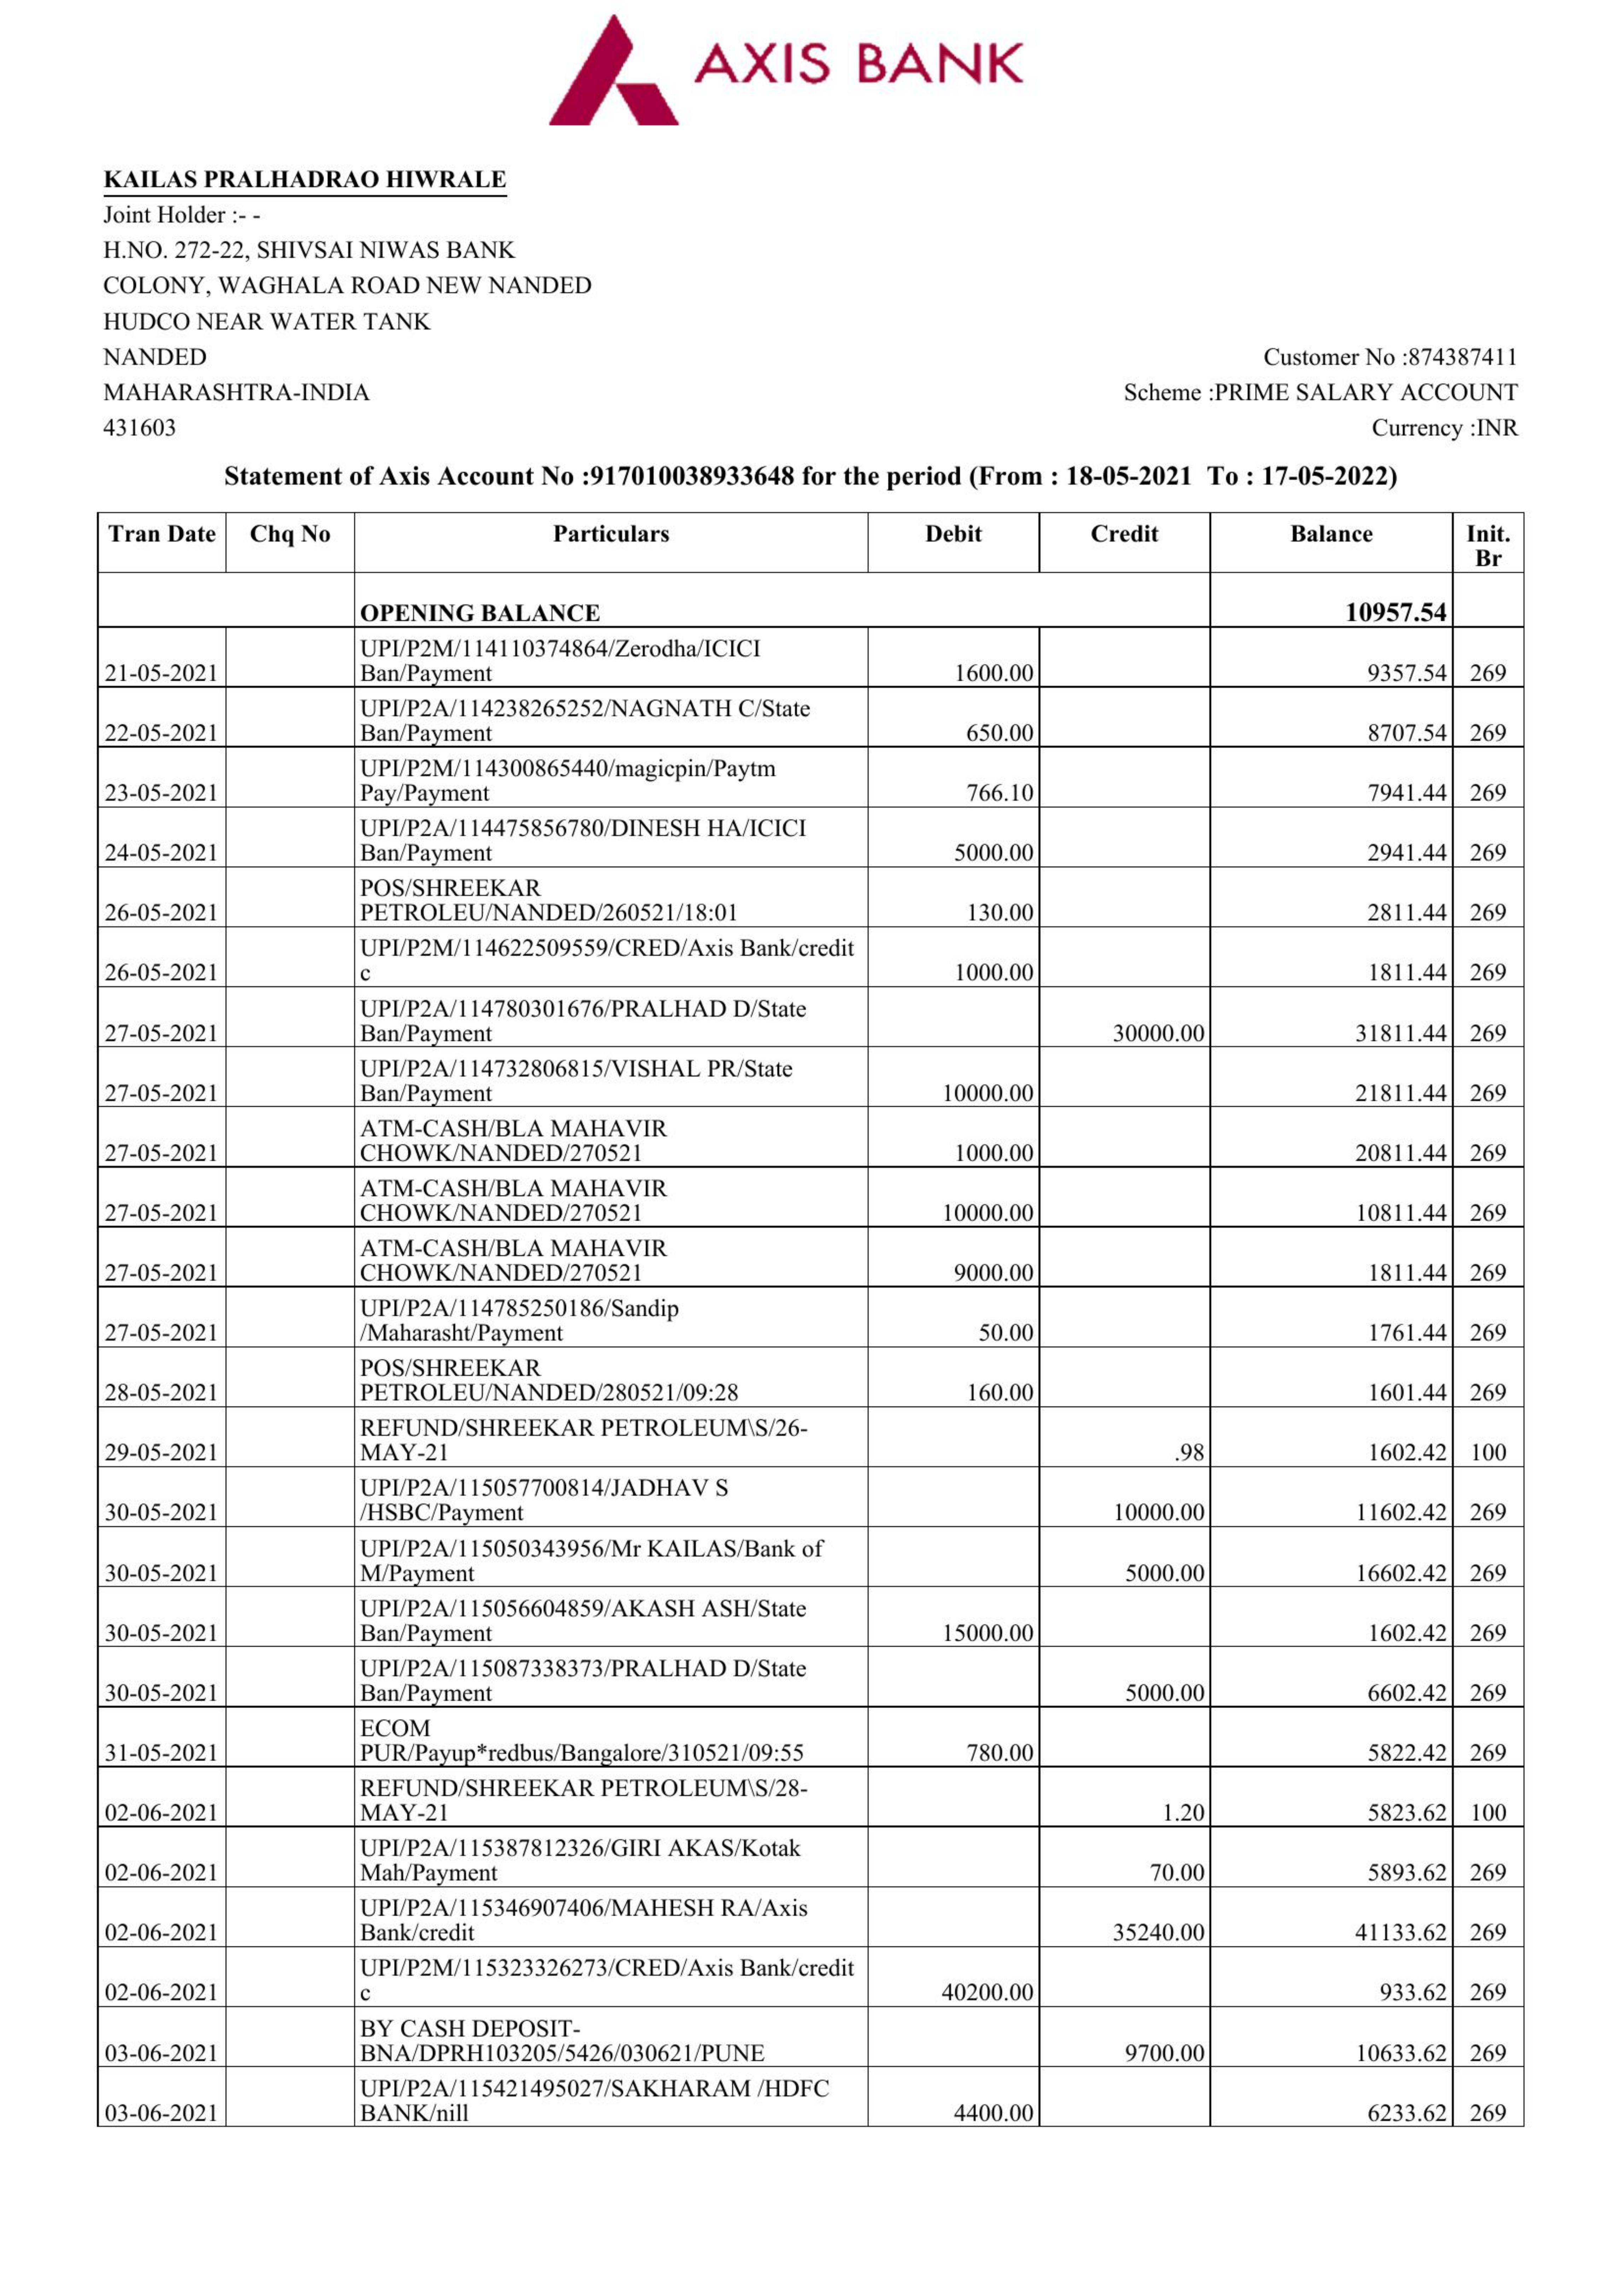 AXIS BANK
KAILAS PRALHADRAO HIWRALE
Joint Holder :- -
H.NO. 272-22, SHIVSAI NIWAS BANK
COLONY, WAGHALA ROAD NEW NANDED
HUDCO NEAR WATER TANK
NANDED
Customer No :874387411
MAHARASHTRA-INDIA
Scheme :PRIME SALARY ACCOUNT
431603
Currency :INR
Statement of Axis Account No :917010038933648 for the period (From : 18-05-2021 To : 17-05-2022)
Tran Date Chq No Particulars Debit Credit Balance Init.
Br
OPENING BALANCE 10957.54
UPI/P2M/114110374864/Zerodha/ICICI
21-05-2021 Ban/Payment 1600.00 9357.54 269
UPI/P2A/114238265252/NAGNATH C/State
22-05-2021 Ban/Payment 650.00 8707.54 269
UPI/P2M/114300865440/magicpin/Paytm
23-05-2021 Pay/Payment 766.10 7941.44 269
UPI/P2A/114475856780/DINESH HA/ICICI
24-05-2021 Ban/Payment 5000.00 2941.44 269
POS/SHREEKAR
26-05-2021 PETROLEU/NANDED/260521/18:01 130.00 2811.44 269
UPI/P2M/114622509559/CRED/Axis Bank/credit
26-05-2021 c 1000.00 1811.44 269
UPI/P2A/114780301676/PRALHAD D/State
27-05-2021 Ban/Payment 30000.00 31811.44 269
UPI/P2A/114732806815/VISHAL PR/State
27-05-2021 Ban/Payment 10000.00 21811.44 269
ATM-CASH/BLA MAHAVIR
27-05-2021 CHOWK/NANDED/270521 1000.00 20811.44 269
ATM-CASH/BLA MAHAVIR
27-05-2021 CHOWK/NANDED/270521 10000.00 10811.44 269
ATM-CASH/BLA MAHAVIR
27-05-2021 CHOWK/NANDED/270521 9000.00 1811.44 269
UPI/P2A/114785250186/Sandip
27-05-2021 /Maharasht/Payment 50.00 1761.44 269
POS/SHREEKAR
28-05-2021 PETROLEU/NANDED/280521/09:28 160.00 1601.44 269
REFUND/SHREEKAR PETROLEUM\S/26-
29-05-2021 MAY-21 .98 1602.42 100
UPI/P2A/115057700814/JADHAV S
30-05-2021 /HSBC/Payment 10000.00 11602.42 269
UPI/P2A/115050343956/Mr KAILAS/Bank of
30-05-2021 M/Payment 5000.00 16602.42 269
UPI/P2A/115056604859/AKASH ASH/State
30-05-2021 Ban/Payment 15000.00 1602.42 269
UPI/P2A/115087338373/PRALHAD D/State
30-05-2021 Ban/Payment 5000.00 6602.42 269
ECOM
31-05-2021 PUR/Payup*redbus/Bangalore/310521/09:55 780.00 5822.42 269
REFUND/SHREEKAR PETROLEUM\S/28-
02-06-2021 MAY-21 1.20 5823.62 100
UPI/P2A/115387812326/GIRI AKAS/Kotak
02-06-2021 Mah/Payment 70.00 5893.62 269
UPI/P2A/115346907406/MAHESH RA/Axis
02-06-2021 Bank/credit 35240.00 41133.62 269
UPI/P2M/115323326273/CRED/Axis Bank/credit
02-06-2021 c 40200.00 933.62 269
BY CASH DEPOSIT-
03-06-2021 BNA/DPRH103205/5426/030621/PUNE 9700.00 10633.62 269
UPI/P2A/115421495027/SAKHARAM /HDFC
03-06-2021 BANK/nill 4400.00 6233.62 269